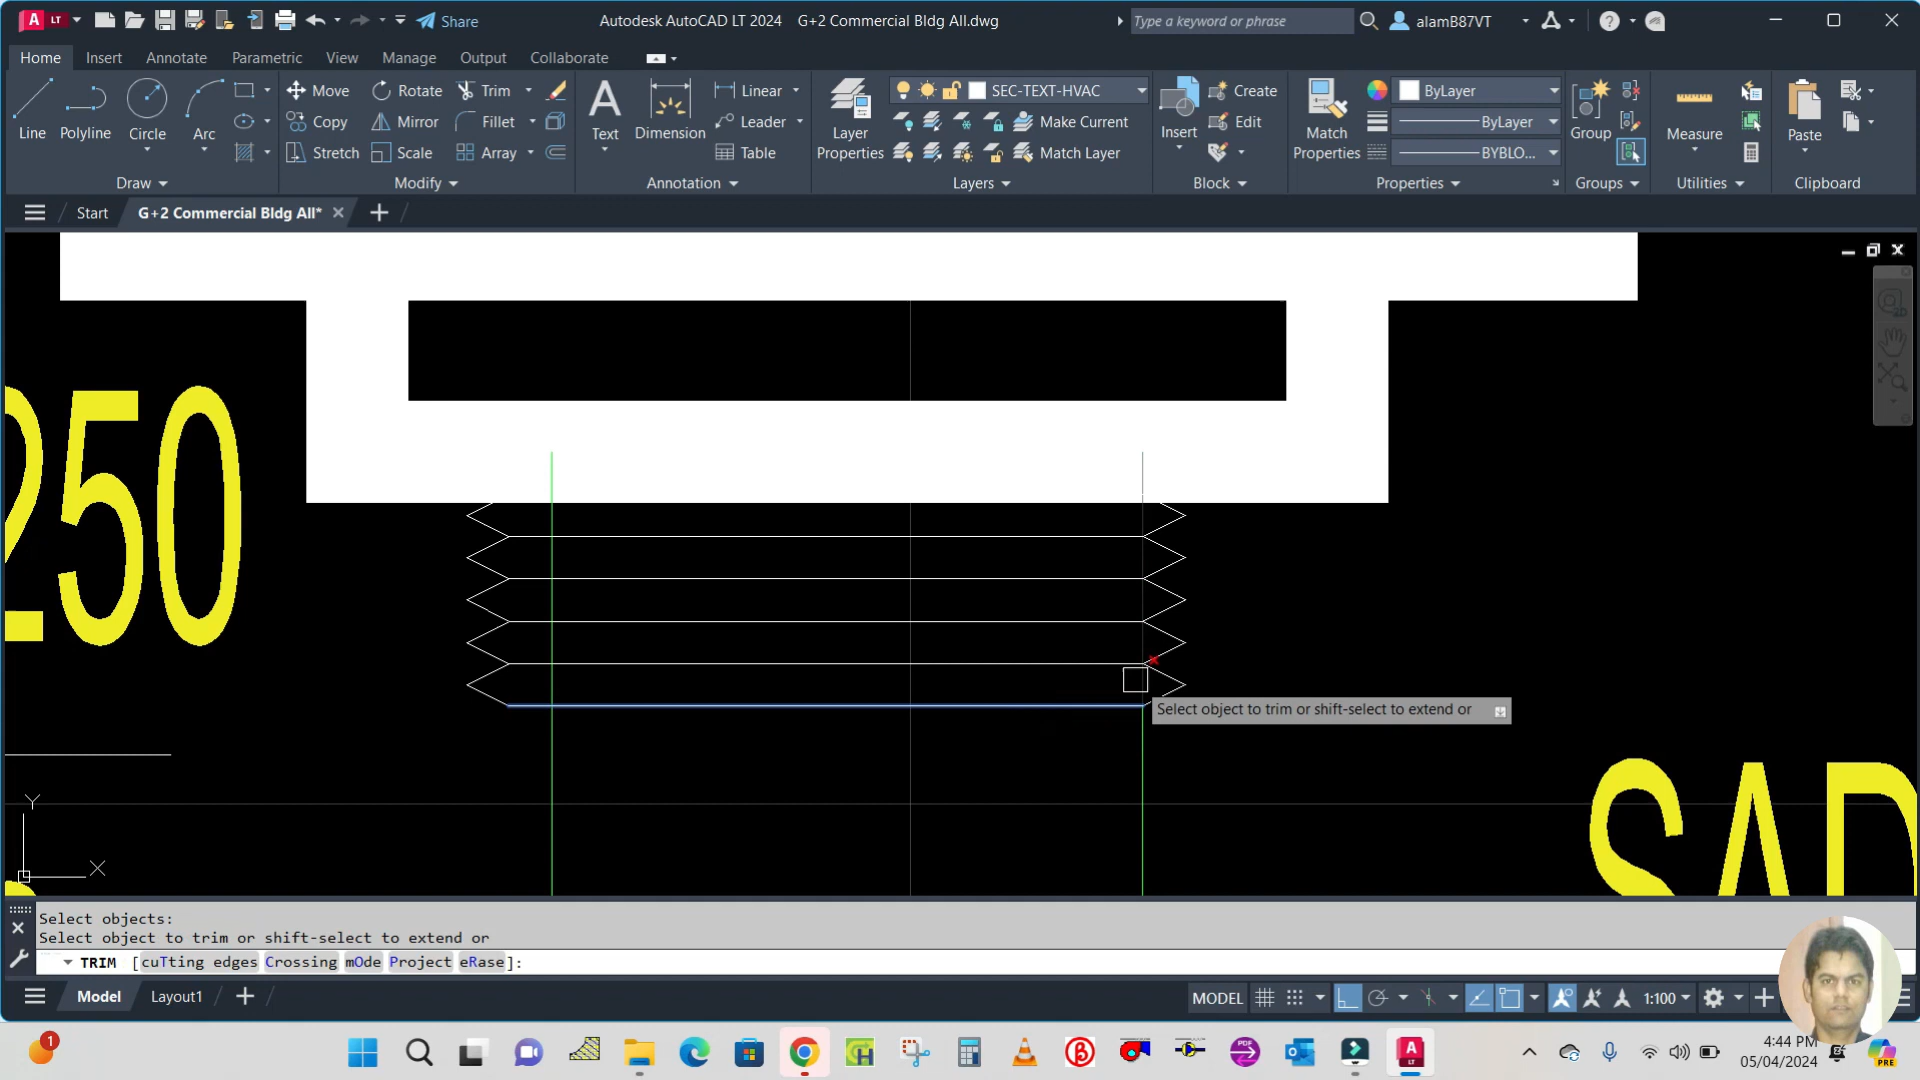 LT Share Autodesk AutoCAD LT 2024 G+2 Commercial Bldg All.dwg Type a keyword or phrase alamB87VT
Home Insert Annotate Parametric View Manage Output Collaborate
Line Polyline Circle Arc
Draw
Move Rotate Trim
Copy Mirror Fillet
Stretch Scale Array
Modify
Text Dimension
Linear
Leader
Table
Annotation
Layer Properties
SEC-TEXT-HVAC
Make Current
Match Layer
Layers
Insert
Create
Edit
Block
Match Properties
ByLayer
ByLayer
BYBLO...
Properties
Group
Groups
Measure
Utilities
Paste
Clipboard
Start G+2 Commercial Bldg All*
250
Select object to trim or shift-select to extend or
Y
X
Select objects:
Select object to trim or shift-select to extend or
TRIM [cuTting edges Crossing mOde Project eRase]:
Model Layout1 MODEL 1:100
1
PDF
A LT
4:44 PM
05/04/2024
PRE